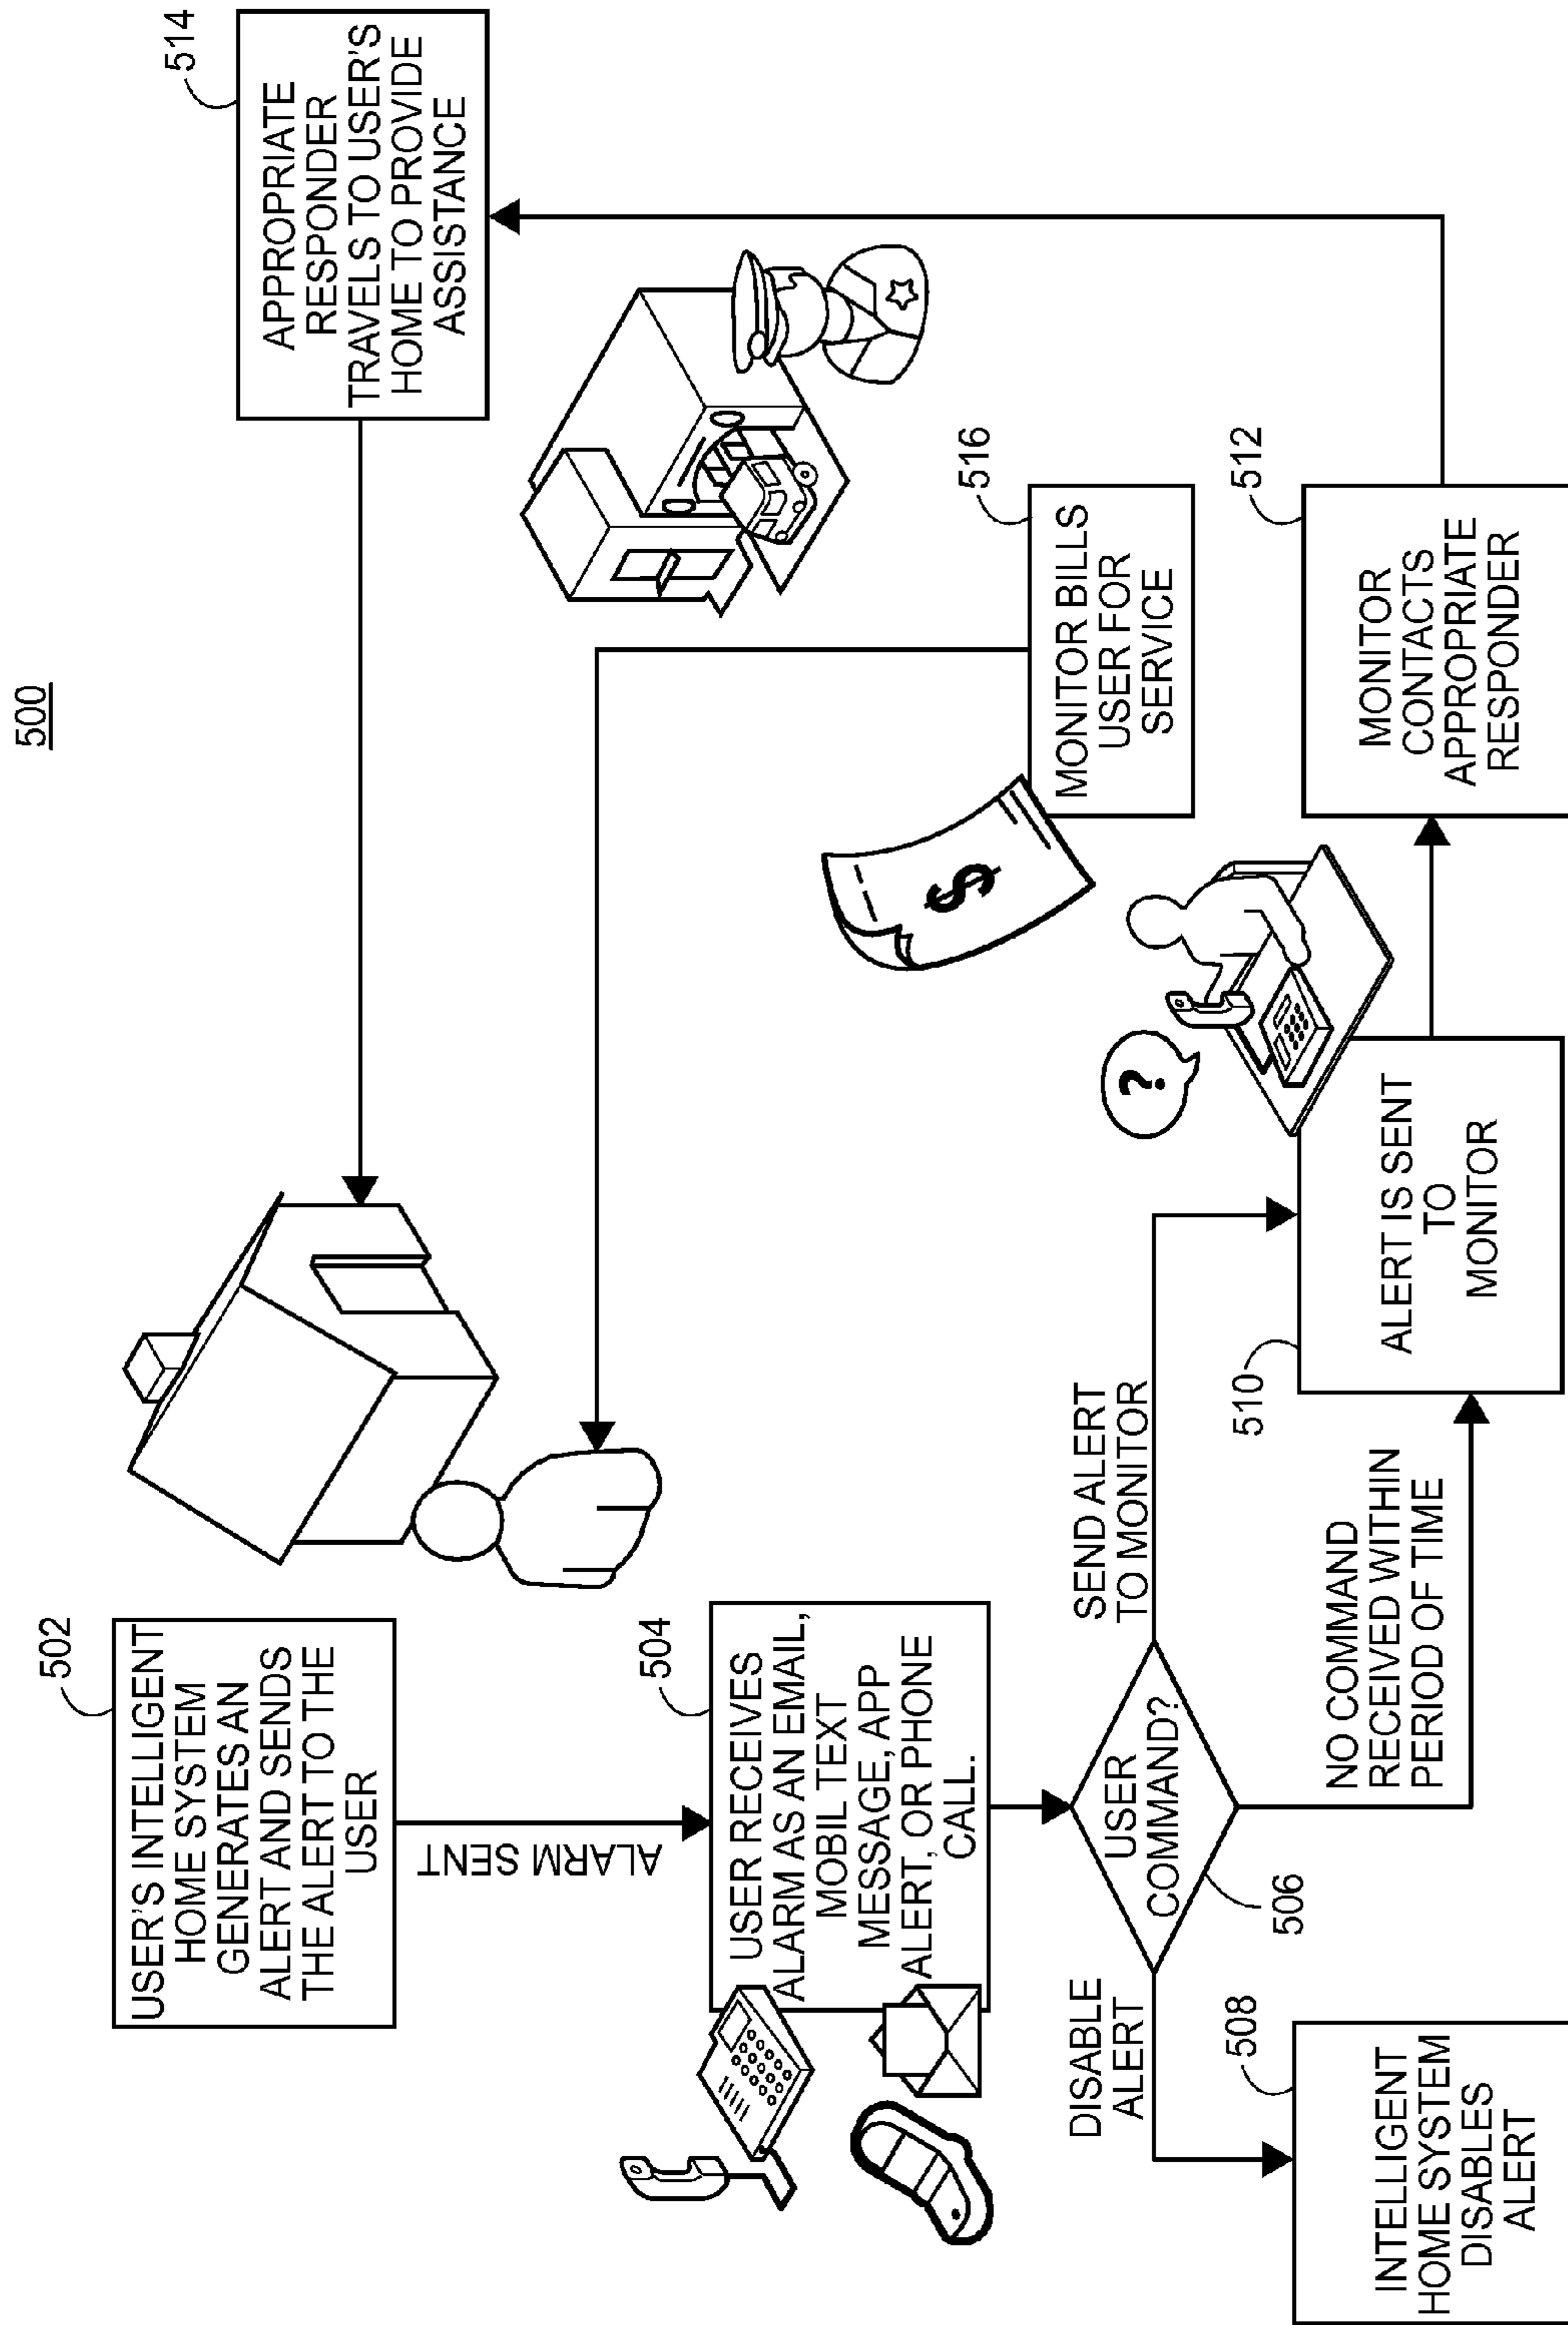 500
502
USER'S INTELLIGENT
HOME SYSTEM
GENERATES AN
ALERT AND SENDS
THE ALERT TO THE
USER
ALARM SENT
504
USER RECEIVES
ALARM AS AN EMAIL,
MOBIL TEXT
MESSAGE, APP
ALERT, OR PHONE
CALL.
USER
COMMAND?
506
DISABLE
ALERT
508
INTELLIGENT
HOME SYSTEM
DISABLES
ALERT
SEND ALERT
TO MONITOR
NO COMMAND
RECEIVED WITHIN
PERIOD OF TIME
510
ALERT IS SENT
TO
MONITOR
?
512
MONITOR
CONTACTS
APPROPRIATE
RESPONDER
514
APPROPRIATE
RESPONDER
TRAVELS TO USER'S
HOME TO PROVIDE
ASSISTANCE
516
MONITOR BILLS
USER FOR
SERVICE
$